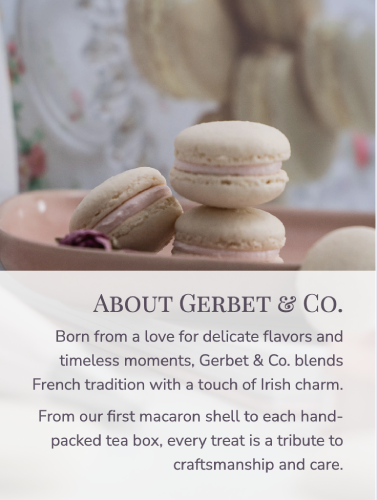 About Gerbet & Co.
Born from a love for delicate flavors and
timeless moments, Gerbet & Co. blends
French tradition with a touch of Irish charm.
From our first macaron shell to each hand-
packed tea box, every treat is a tribute to
craftsmanship and care.